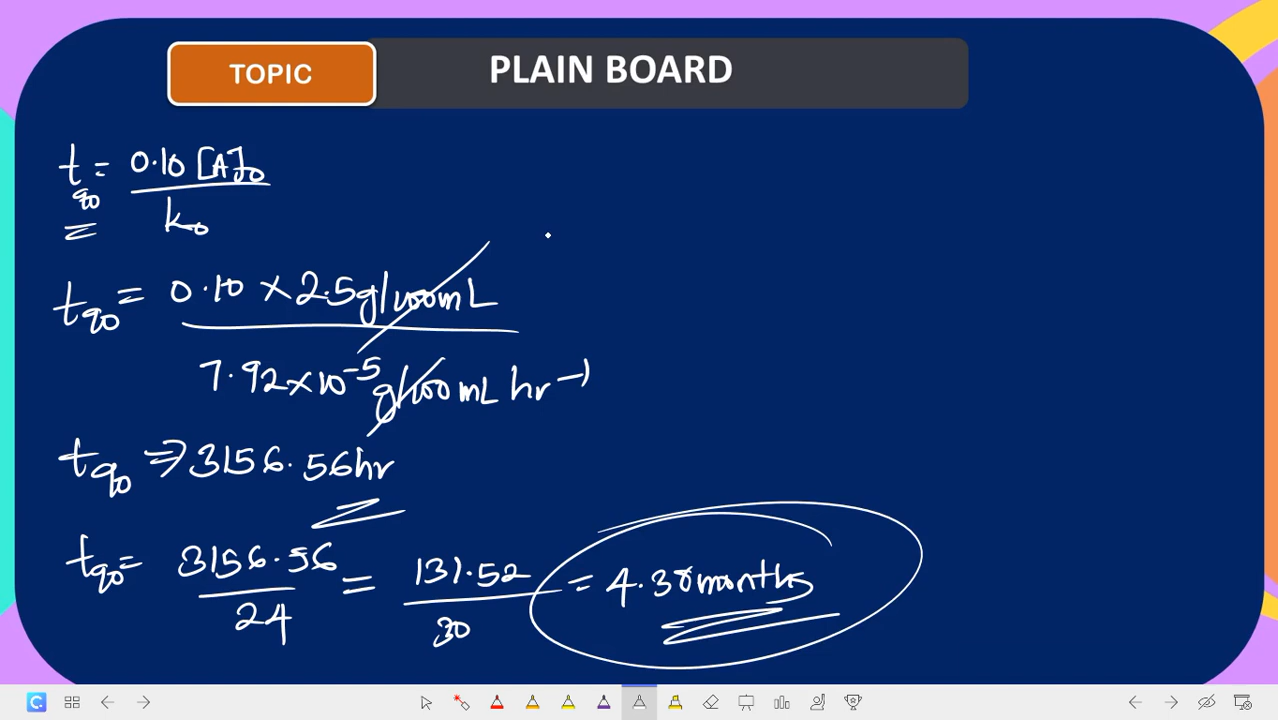 TOPIC
PLAIN BOARD
t90 = 0.10 [A]0
k0
t90 = 0.10 × 2.5g/100mL
7.92×10-5 g/100mL hr-1
t90 ⇒ 3156.56hr
t90 = 3156.56 = 131.52 = 4.38months
24 30